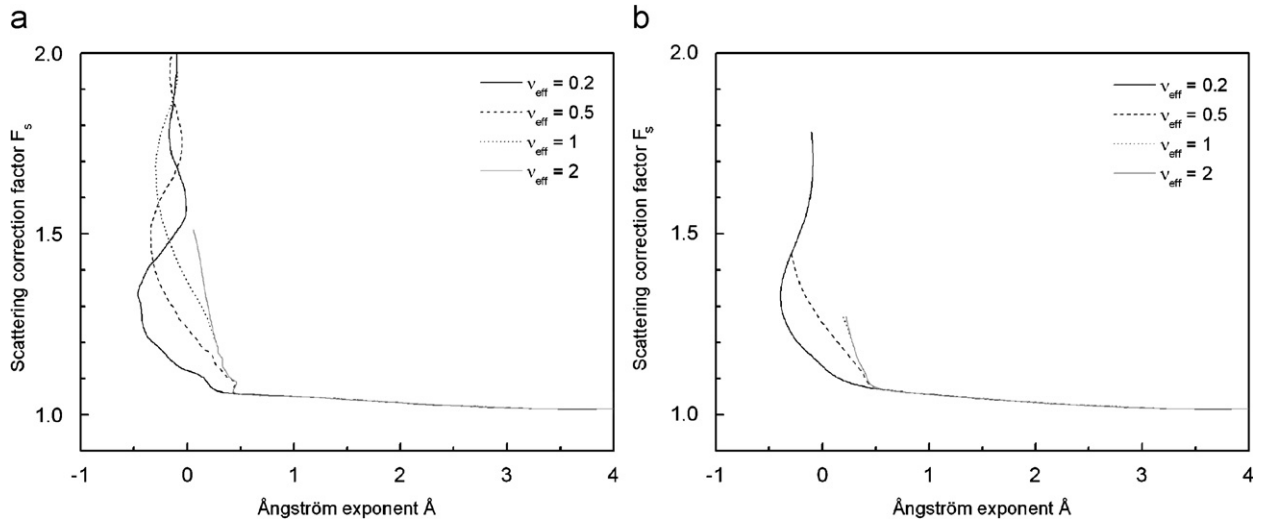 a
2.0
1.5
1.0
-1 0 1 2 3 4
Scattering correction factor Fs
Ångström exponent Å
νeff = 0.2
νeff = 0.5
νeff = 1
νeff = 2
b
2.0
1.5
1.0
-1 0 1 2 3 4
Scattering correction factor Fs
Ångström exponent Å
νeff = 0.2
νeff = 0.5
νeff = 1
νeff = 2